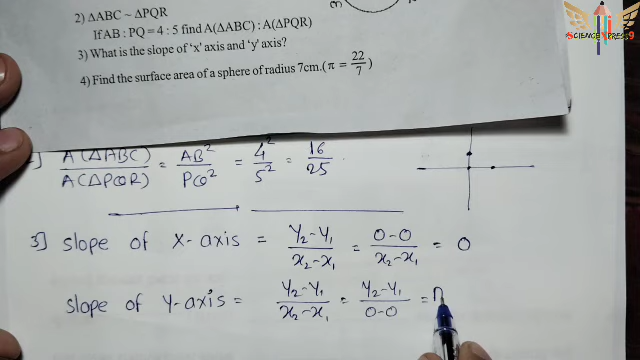 m
SCIENCE XPRESS 9
2) ΔABC ~ ΔPQR
If AB : PQ = 4 : 5 find A(ΔABC) : A(ΔPQR)
3) What is the slope of 'x' axis and 'y' axis?
4) Find the surface area of a sphere of radius 7cm.(π = 22/7)
2] A(ΔABC)/A(ΔPQR) = AB²/PQ² = 4²/5² = 16/25
3] Slope of X-axis = (Y₂-Y₁)/(x₂-x₁) = (0-0)/(x₂-x₁) = 0
Slope of Y-axis = (Y₂-Y₁)/(x₂-x₁) = (Y₂-Y₁)/(0-0) = n